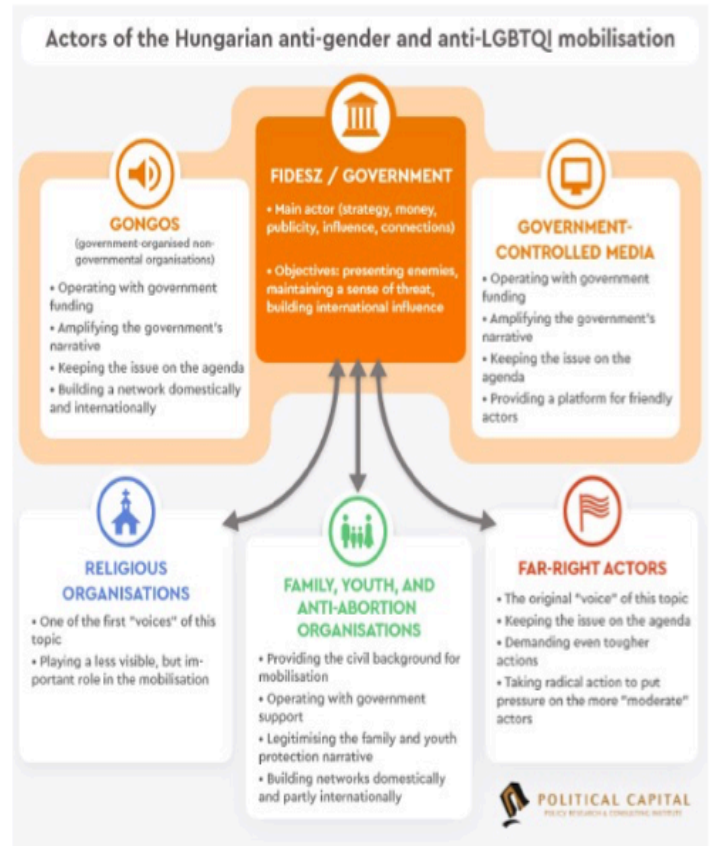 Actors of the Hungarian anti-gender and anti-LGBTQI mobilisation
FIDESZ / GOVERNMENT
• Main actor (strategy, money,
publicity, influence, connections)
• Objectives: presenting enemies,
maintaining a sense of threat,
building international influence
GONGOS
(government-organised non-
governmental organisations)
• Operating with government
funding
• Amplifying the government's
narrative
• Keeping the issue on the agenda
• Building a network domestically
and internationally
GOVERNMENT-
CONTROLLED MEDIA
• Operating with government
funding
• Amplifying the government's
narrative
• Keeping the issue on the
agenda
• Providing a platform for friendly
actors
RELIGIOUS
ORGANISATIONS
• One of the first "voices" of this
topic
• Playing a less visible, but im-
portant role in the mobilisation
FAMILY, YOUTH, AND
ANTI-ABORTION
ORGANISATIONS
• Providing the civil background for
mobilisation
• Operating with government
support
• Legitimising the family and youth
protection narrative
• Building networks domestically
and partly internationally
FAR-RIGHT ACTORS
• The original "voice" of this topic
• Keeping the issue on the agenda
• Demanding even tougher
actions
• Taking radical action to put
pressure on the more "moderate"
actors
POLITICAL CAPITAL
POLICY RESEARCH & CONSULTING INSTITUTE